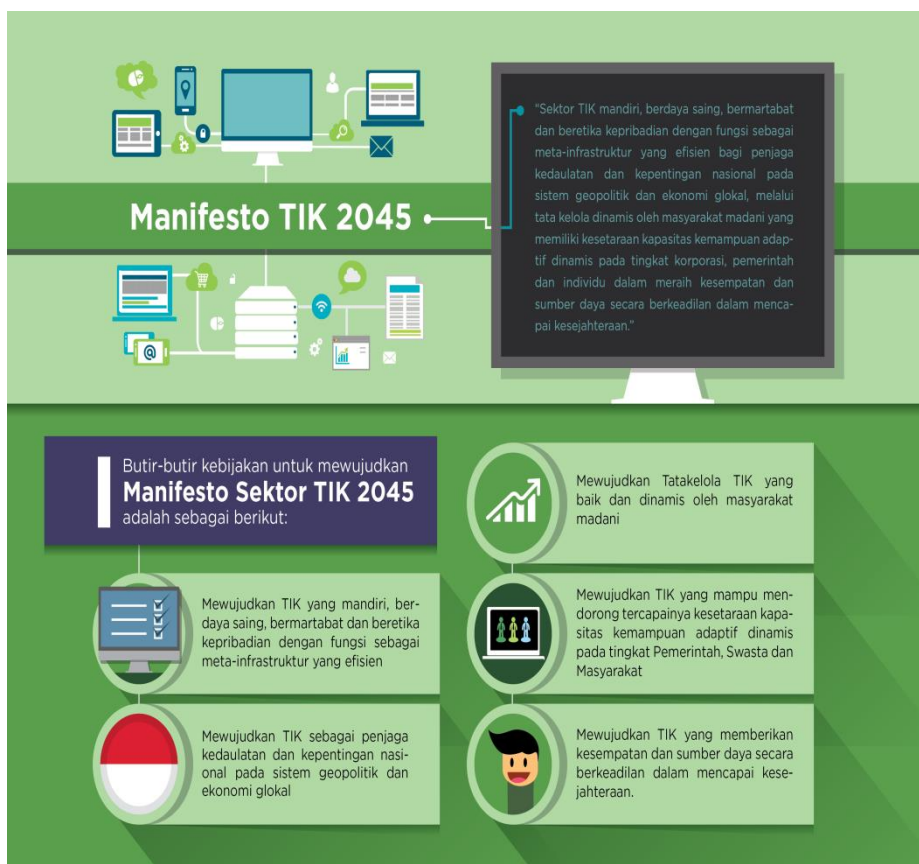 Manifesto TIK 2045
“Sektor TIK mandiri, berdaya saing, bermartabat
dan beretika kepribadian dengan fungsi sebagai
meta-infrastruktur yang efisien bagi penjaga
kedaulatan dan kepentingan nasional pada
sistem geopolitik dan ekonomi glokal, melalui
tata kelola dinamis oleh masyarakat madani yang
memiliki kesetaraan kapasitas kemampuan adap-
tif dinamis pada tingkat korporasi, pemerintah
dan individu dalam meraih kesempatan dan
sumber daya secara berkeadilan dalam menca-
pai kesejahteraan.”
Butir-butir kebijakan untuk mewujudkan
Manifesto Sektor TIK 2045
adalah sebagai berikut:
Mewujudkan TIK yang mandiri, ber-
daya saing, bermartabat dan beretika
kepribadian dengan fungsi sebagai
meta-infrastruktur yang efisien
Mewujudkan TIK sebagai penjaga
kedaulatan dan kepentingan nasi-
onal pada sistem geopolitik dan
ekonomi glokal
Mewujudkan Tatakelola TIK yang
baik dan dinamis oleh masyarakat
madani
Mewujudkan TIK yang mampu men-
dorong tercapainya kesetaraan kapa-
sitas kemampuan adaptif dinamis
pada tingkat Pemerintah, Swasta dan
Masyarakat
Mewujudkan TIK yang memberikan
kesempatan dan sumber daya secara
berkeadilan dalam mencapai kese-
jahteraan.